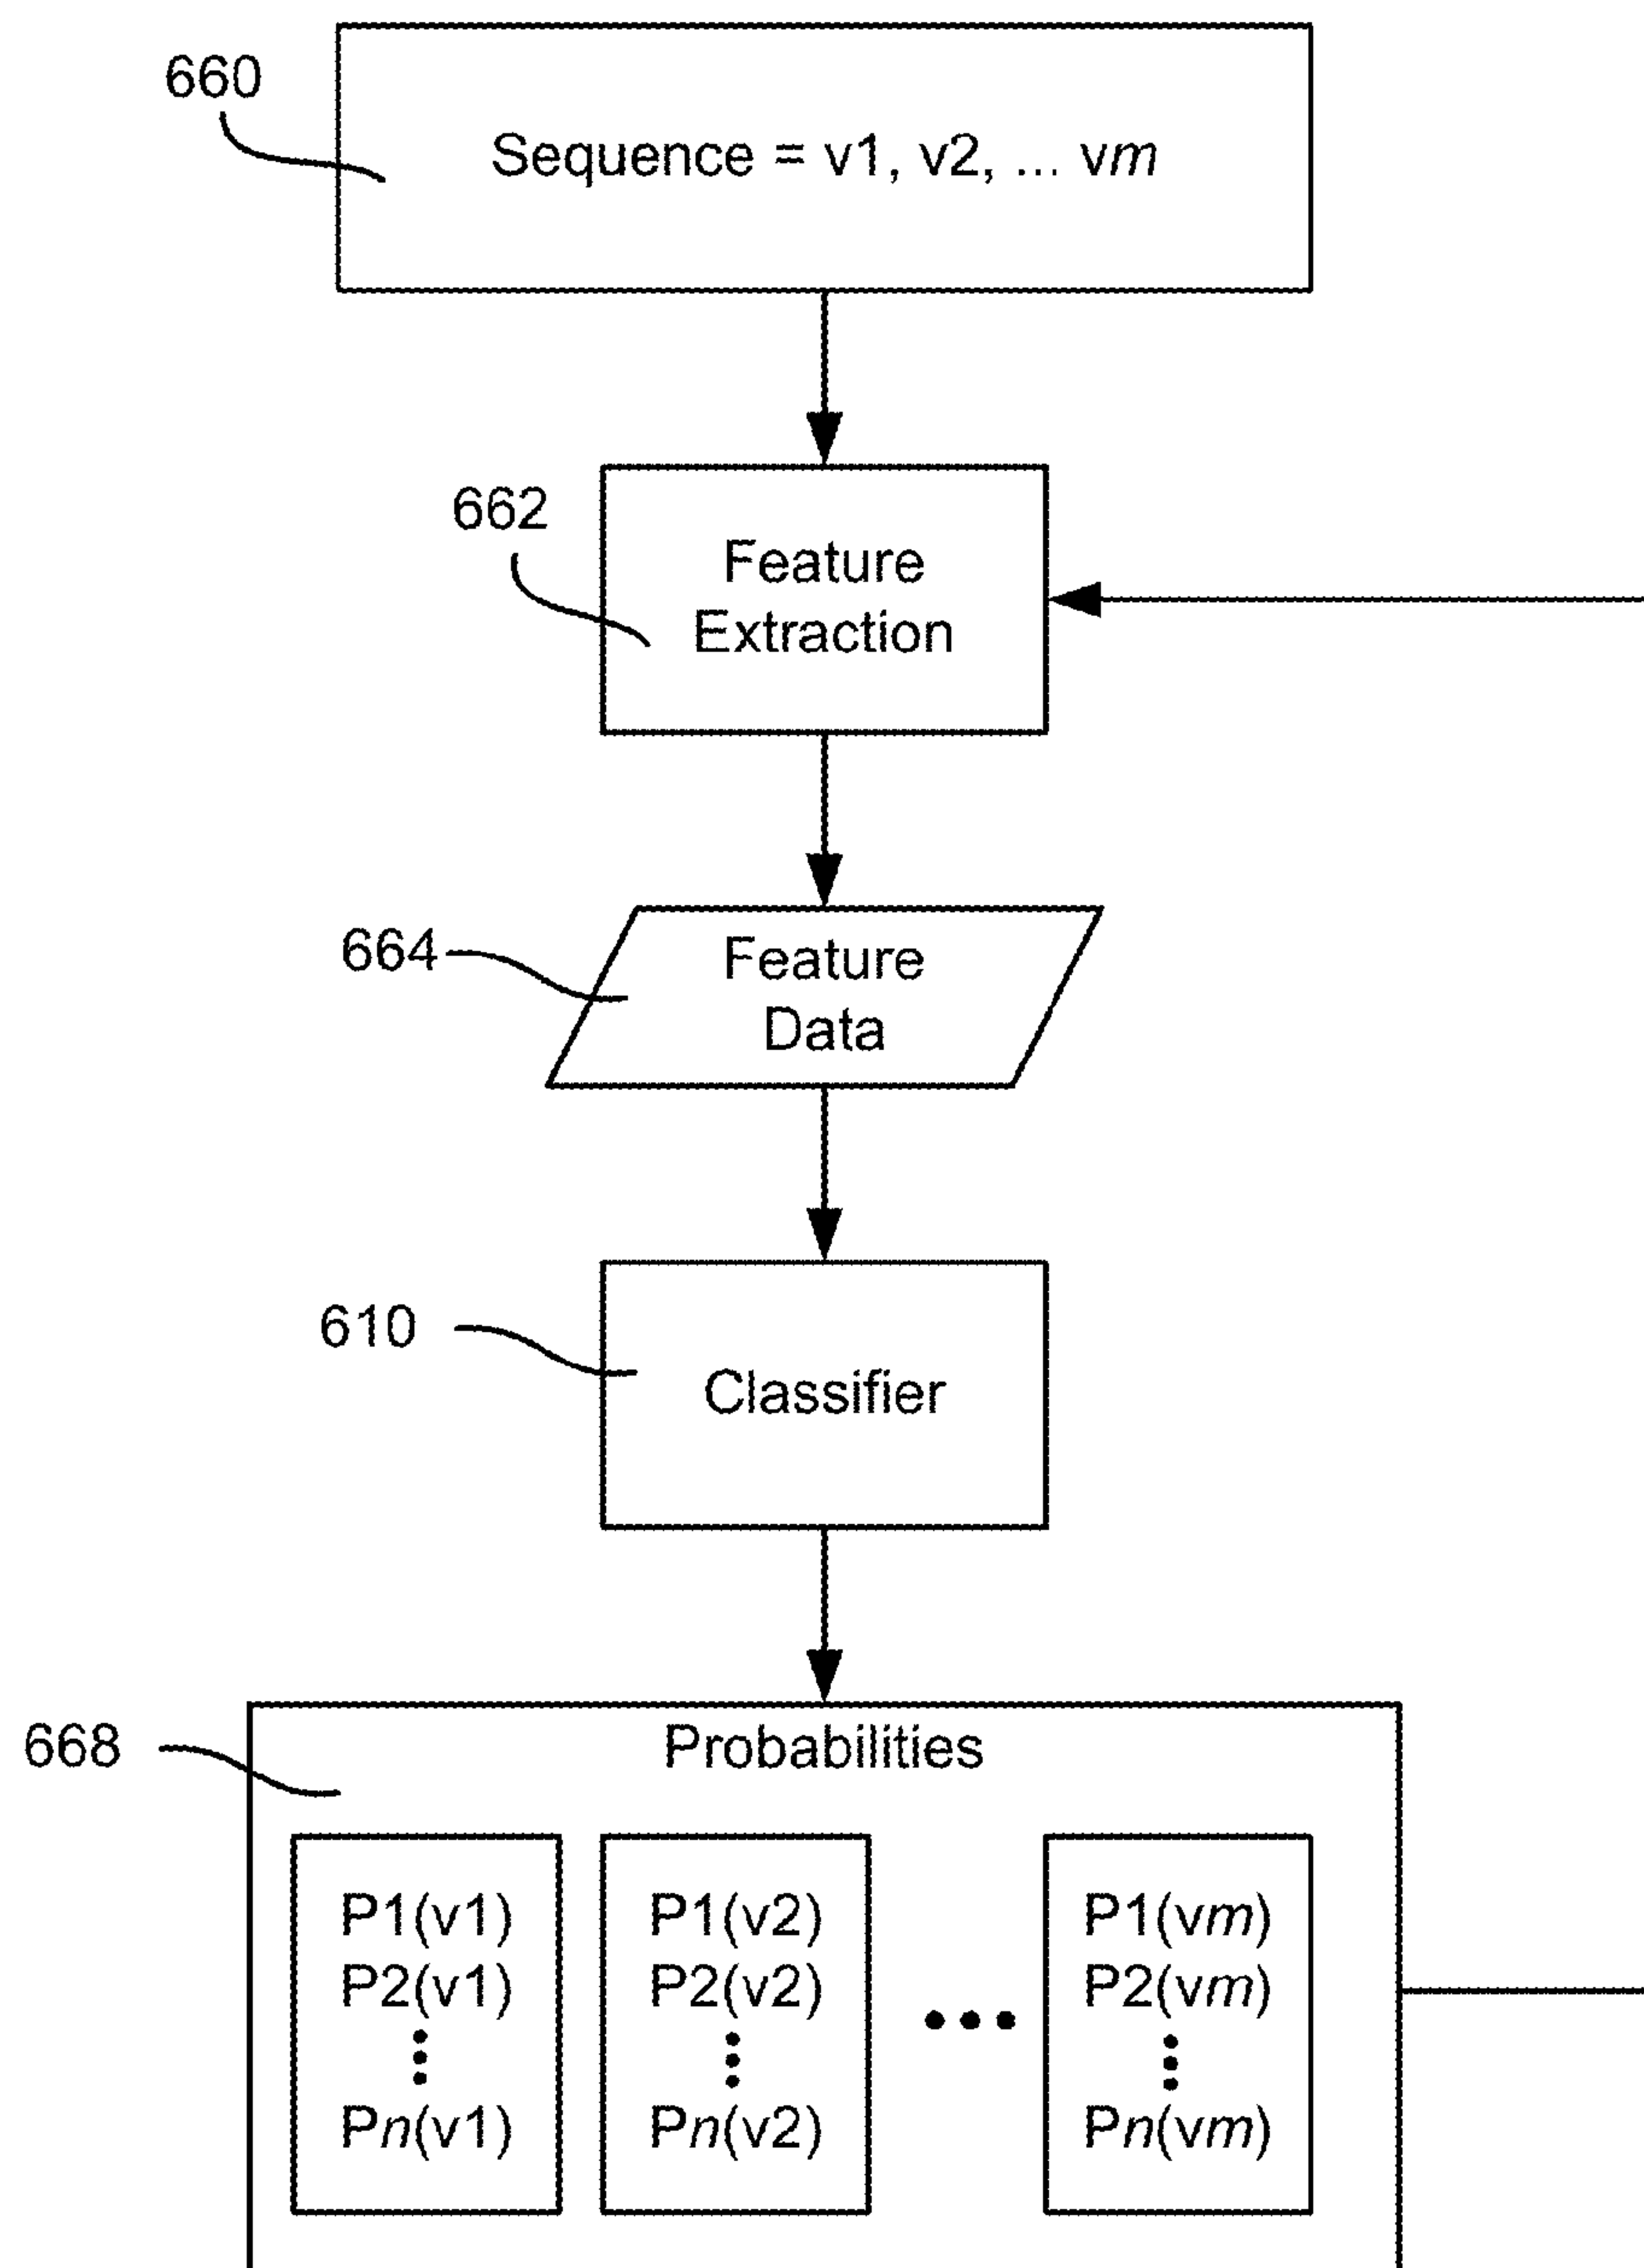 660
Sequence = v1, v2, ... vm
662
Feature
Extraction
664
Feature
Data
610
Classifier
668
Probabilities
P1(v1)
P2(v1)
Pn(v1)
P1(v2)
P2(v2)
Pn(v2)
P1(vm)
P2(vm)
Pn(vm)